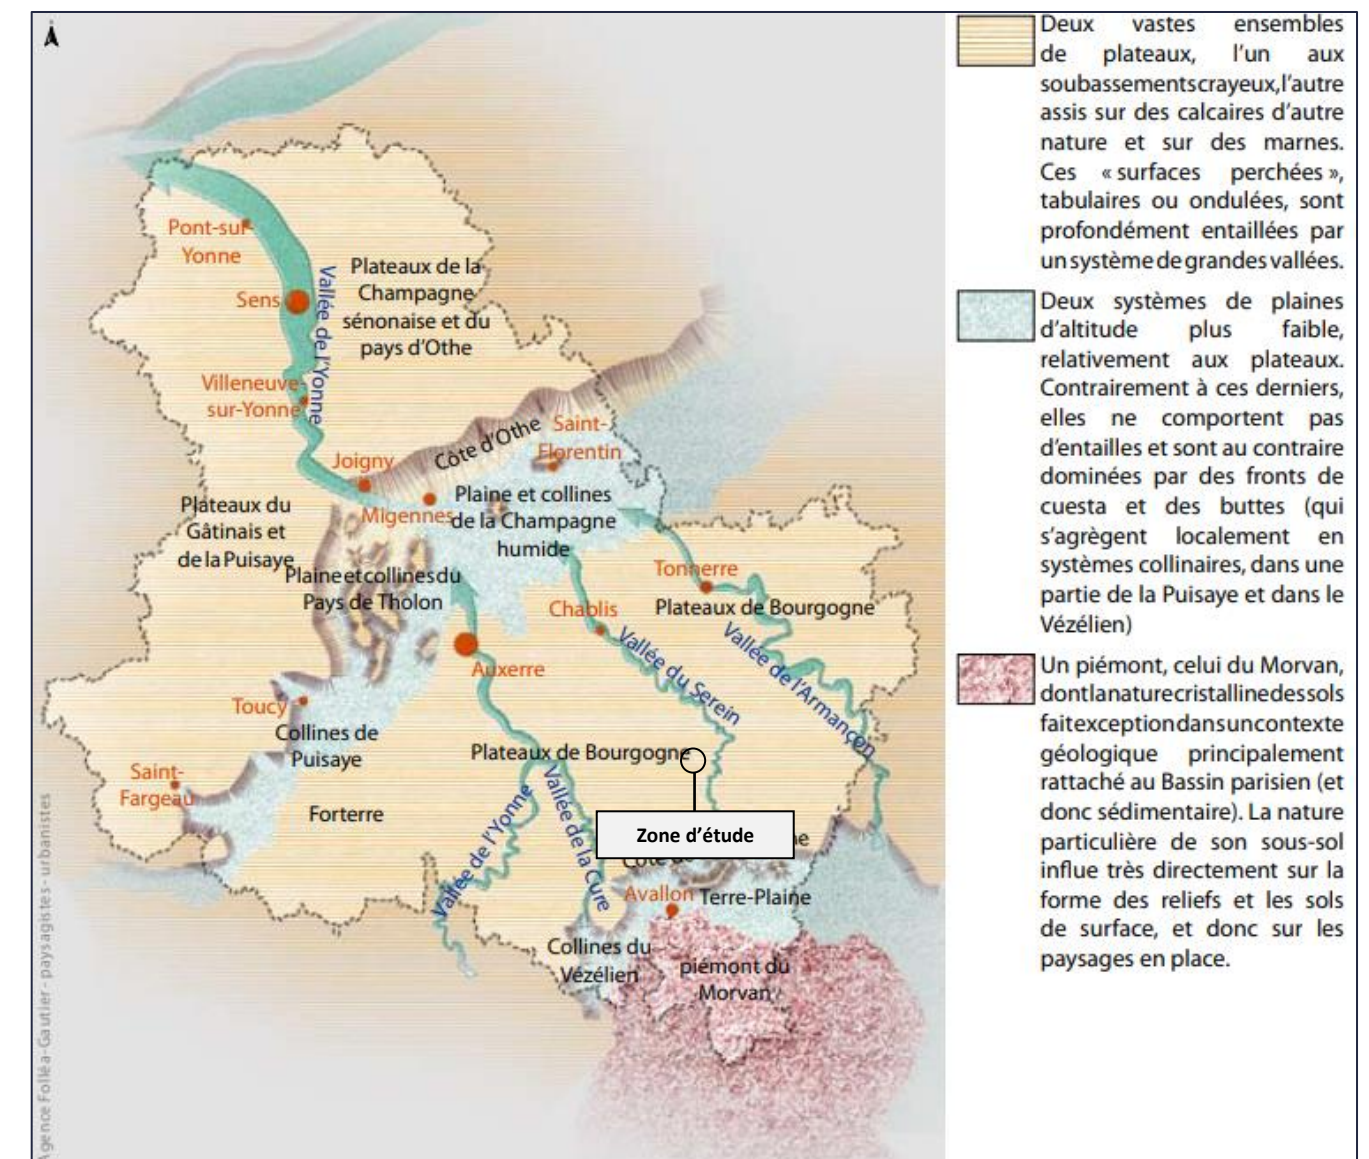 Pont-sur-
Yonne
Sens
Vallée de l'Yonne
Plateaux de la
Champagne
sénonaise et du
pays d'Othe
Villeneuve-
sur-Yonne
Joigny
Côte d'Othe
Saint-
Florentin
Migennes
Plaine et collines
de la Champagne
humide
Plateaux du
Gâtinais et
de la Puisaye
Plaine et collines du
Pays de Tholon
Tonnerre
Plateaux de Bourgogne
Chablis
Vallée du Serein
Vallée de l'Armançon
Auxerre
Toucy
Collines de
Puisaye
Plateaux de Bourgogne
Saint-
Fargeau
Forterre
Vallée de l'Yonne
Vallée de la Cure
Zone d'étude
Côte de
ne
Avallon
Terre-Plaine
Collines du
Vézélien
piémont du
Morvan
Agence Folléa-Gautier - paysagistes - urbanistes
Deux vastes ensembles
de plateaux, l'un aux
soubassements crayeux, l'autre
assis sur des calcaires d'autre
nature et sur des marnes.
Ces « surfaces perchées »,
tabulaires ou ondulées, sont
profondément entaillées par
un système de grandes vallées.
Deux systèmes de plaines
d'altitude plus faible,
relativement aux plateaux.
Contrairement à ces derniers,
elles ne comportent pas
d'entailles et sont au contraire
dominées par des fronts de
cuesta et des buttes (qui
s'agrègent localement en
systèmes collinaires, dans une
partie de la Puisaye et dans le
Vézélien)
Un piémont, celui du Morvan,
dont la nature cristalline des sols
fait exception dans un contexte
géologique principalement
rattaché au Bassin parisien (et
donc sédimentaire). La nature
particulière de son sous-sol
influe très directement sur la
forme des reliefs et les sols
de surface, et donc sur les
paysages en place.